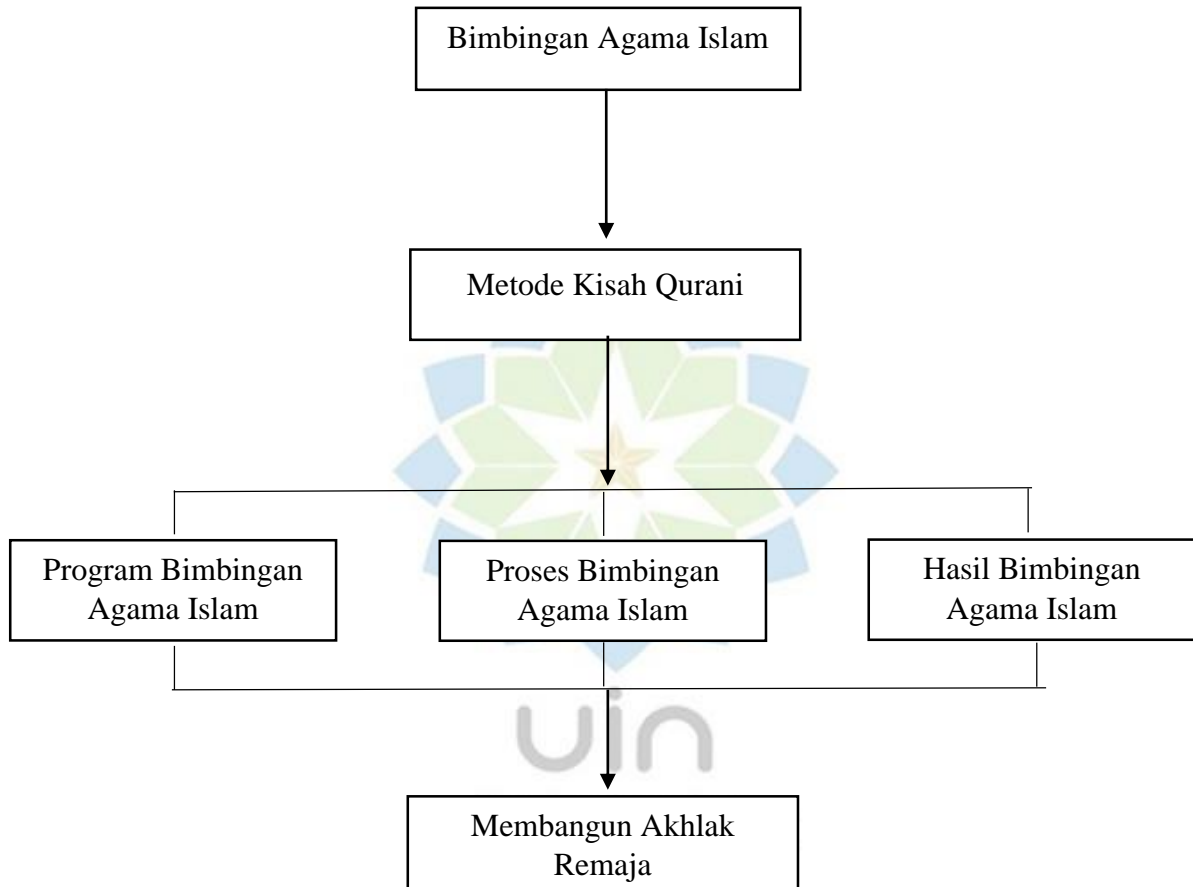 Bimbingan Agama Islam
Metode Kisah Qurani
Program Bimbingan
Agama Islam
Proses Bimbingan
Agama Islam
Hasil Bimbingan
Agama Islam
uin
Membangun Akhlak
Remaja